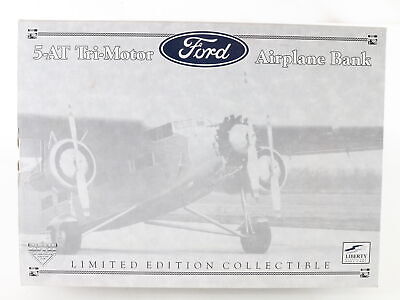 5-AT Tri-Motor Ford Airplane Bank
LIMITED EDITION COLLECTIBLE
LIBERTY